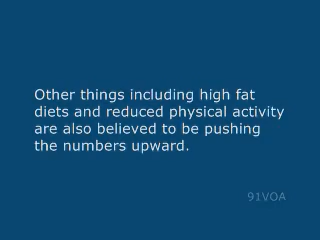 Other things including high fat
diets and reduced physical activity
are also believed to be pushing
the numbers upward.
91VOA